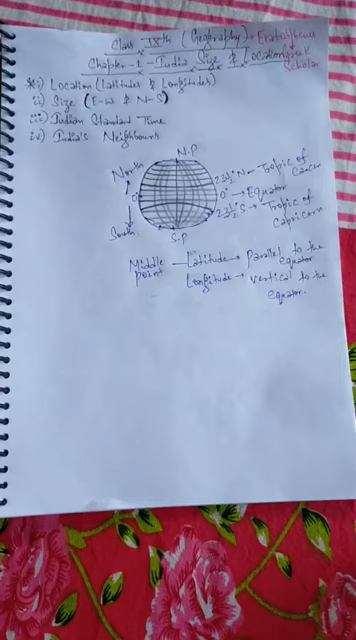 Class - IXth (Geography) → Eratosthenes
Greek
Scholar
Chapter - 1 - India Size & Location
* i) Location (Latitudes & Longitudes)
ii) Size (E-W & N-S)
iii) Indian Standard Time
iv) India's Neighbours
N.P
North
23½°N → Tropic of cancer
0°
0° → Equator
23½°S → Tropic of capricorn
South
S.P
Middle point → Latitude → Parallel to the equator
Longitude → vertical to the equator.